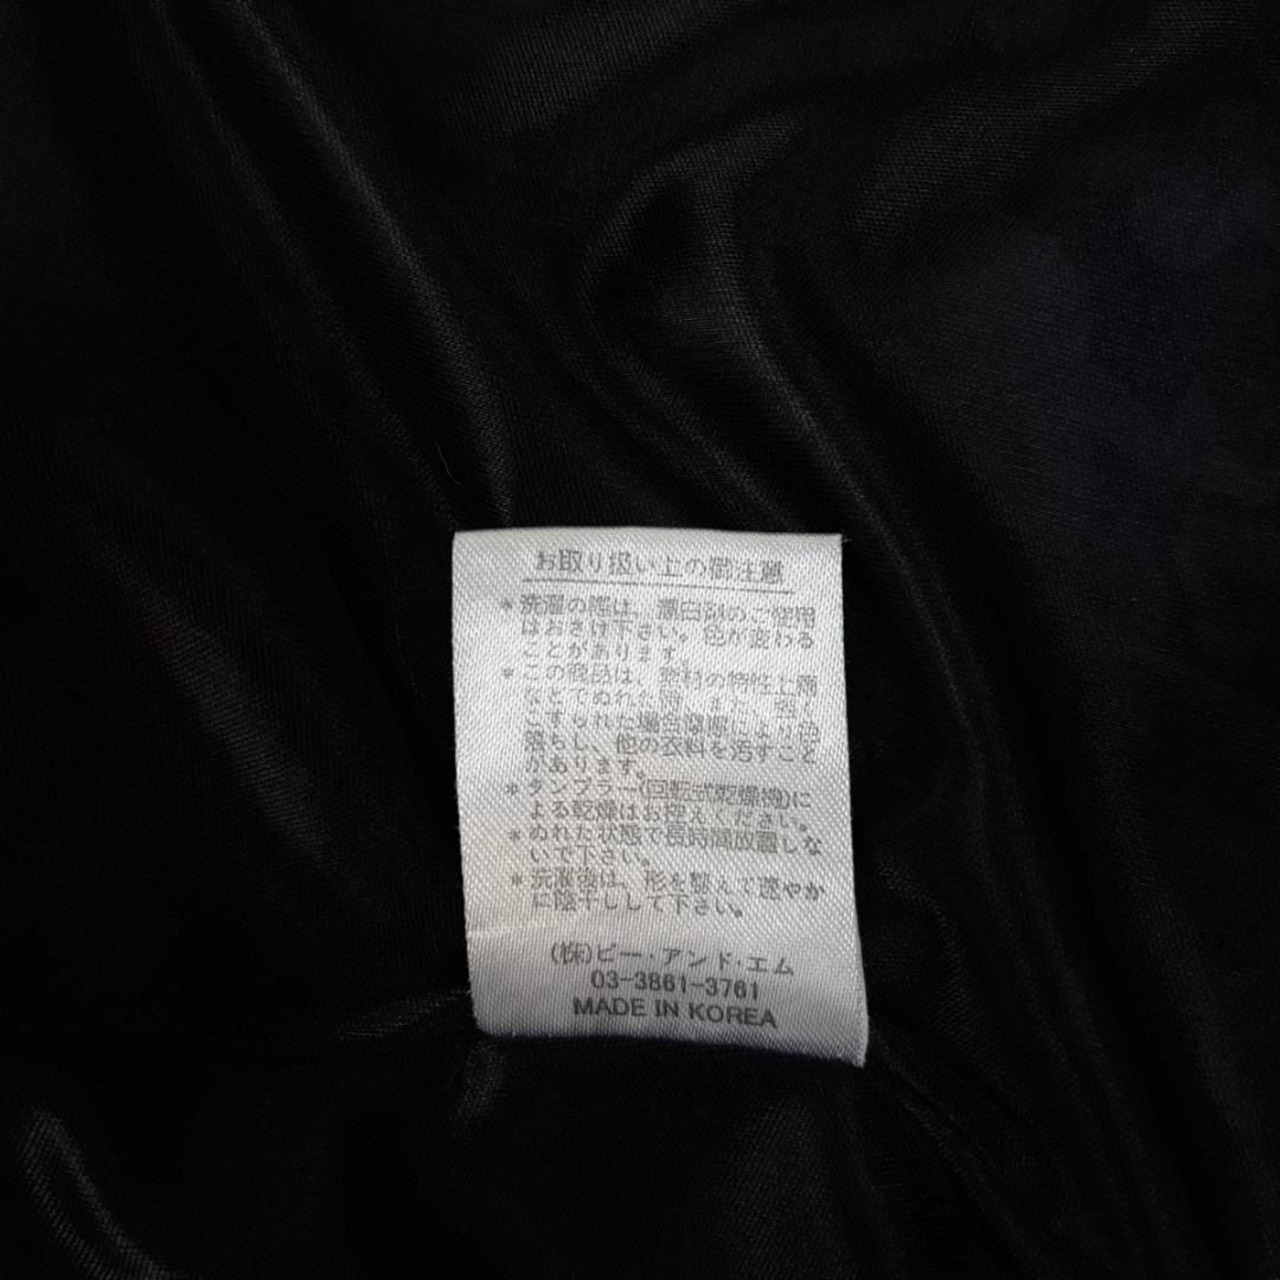 お取り扱い上の御注意
*洗濯の際は、漂白剤のご使用
はおさけ下さい。色が変わる
ことがあります。
*この商品は、素材の特性上雨
などでぬれた時、また、強く
こすられた場合摩擦により色
落ちし、他の衣料を汚すこと
があります。
*タンブラー(回転式乾燥機)に
よる乾燥はお控えください。
*ぬれた状態で長時間放置しな
いで下さい。
*洗濯後は、形を整えて速やか
に陰干しして下さい。
(株)ビー・アンド・エム
03-3861-3761
MADE IN KOREA